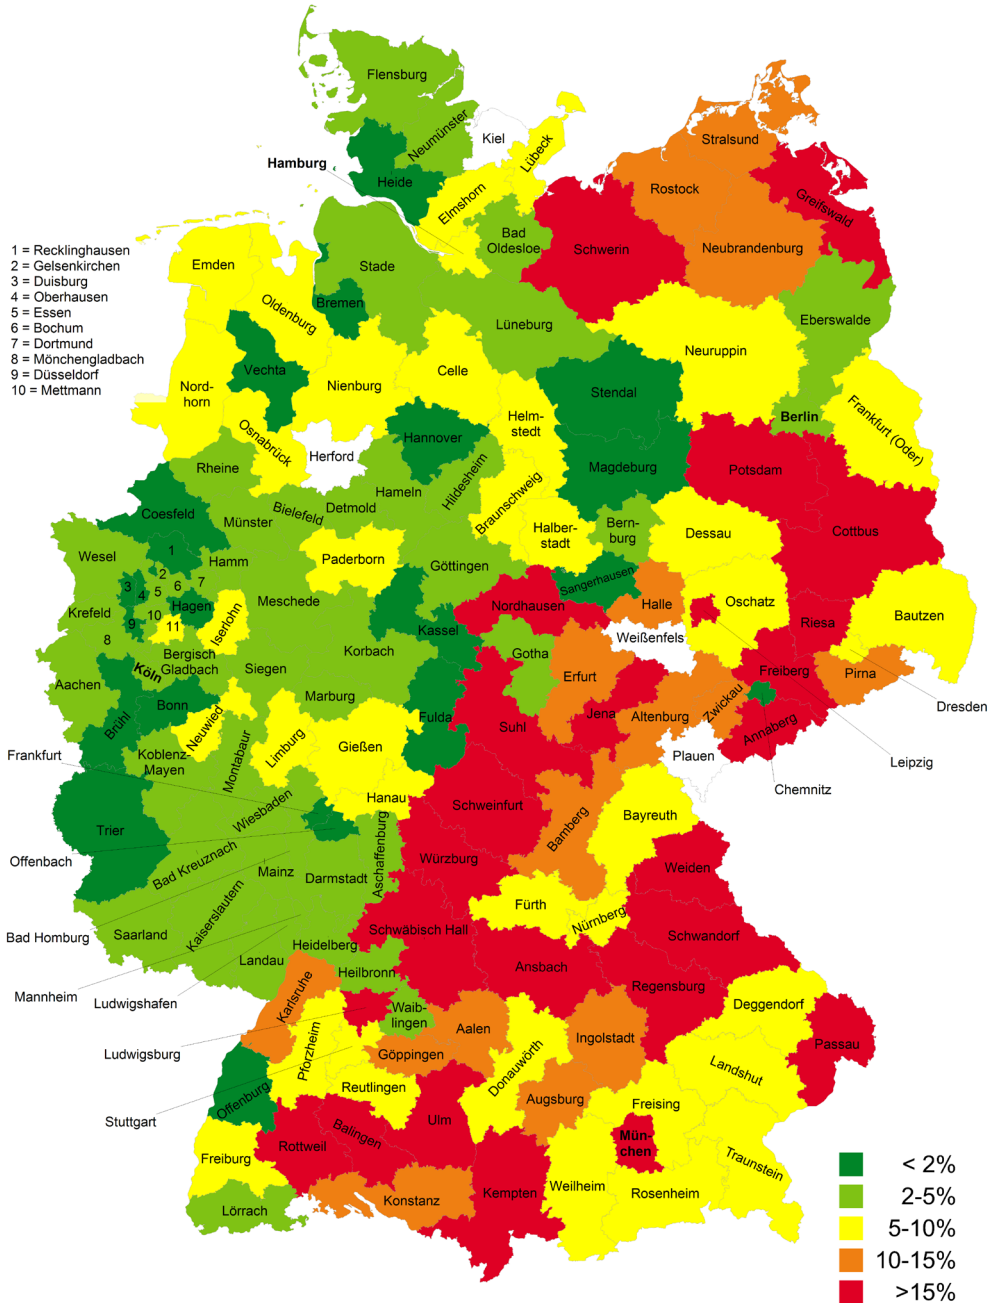 Flensburg
Neumünster
Kiel
Hamburg
Lübeck
Heide
Elmshorn
Stralsund
Rostock
Greifswald
Bad
Oldesloe
Schwerin
Neubrandenburg
1 = Recklinghausen
2 = Gelsenkirchen
3 = Duisburg
4 = Oberhausen
5 = Essen
6 = Bochum
7 = Dortmund
8 = Mönchengladbach
9 = Düsseldorf
10 = Mettmann
Emden
Stade
Oldenburg
Bremen
Lüneburg
Eberswalde
Neuruppin
Vechta
Nord-
horn
Nienburg
Celle
Stendal
Helm-
stedt
Berlin
Frankfurt (Oder)
Osnabrück
Herford
Hannover
Rheine
Hildesheim
Magdeburg
Potsdam
Hameln
Braunschweig
Coesfeld
Münster
Bielefeld
Detmold
Halber-
stadt
Bern-
burg
Dessau
Cottbus
Wesel
1
Hamm
Paderborn
Göttingen
Sangerhausen
2
3
4
5
6
7
Krefeld
Hagen
Iserlohn
Meschede
Nordhausen
Halle
Oschatz
Bautzen
8
9
10
11
Kassel
Weißenfels
Riesa
Köln
Bergisch
Gladbach
Siegen
Korbach
Gotha
Erfurt
Freiberg
Pirna
Aachen
Bonn
Brühl
Neuwied
Marburg
Fulda
Suhl
Jena
Altenburg
Zwickau
Annaberg
Dresden
Frankfurt
Koblenz-
Mayen
Montabaur
Limburg
Gießen
Plauen
Leipzig
Chemnitz
Hanau
Wiesbaden
Trier
Schweinfurt
Bamberg
Bayreuth
Offenbach
Bad Kreuznach
Mainz
Aschaffenburg
Darmstadt
Würzburg
Weiden
Bad Homburg
Saarland
Kaiserslautern
Fürth
Nürnberg
Schwäbisch Hall
Schwandorf
Heidelberg
Landau
Heilbronn
Ansbach
Regensburg
Mannheim
Ludwigshafen
Karlsruhe
Waib-
lingen
Deggendorf
Ludwigsburg
Pforzheim
Aalen
Göppingen
Donauwörth
Ingolstadt
Passau
Landshut
Stuttgart
Offenburg
Reutlingen
Augsburg
Freising
Ulm
Rottweil
Balingen
Mün-
chen
Freiburg
Traunstein
Lörrach
Konstanz
Kempten
Weilheim
Rosenheim
< 2%
2-5%
5-10%
10-15%
>15%